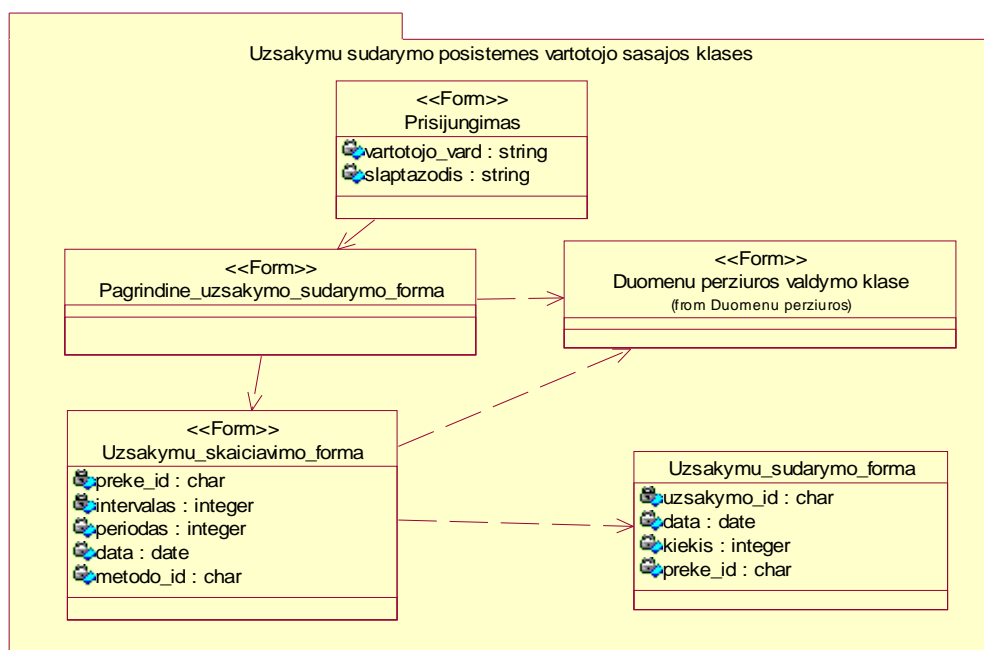 Uzsakymu sudarymo posistemes vartotojo sasajos klases
<<Form>>
Prisijungimas
vartotojo_vard : string
slaptazodis : string
<<Form>>
Pagrindine_uzsakymo_sudarymo_forma
<<Form>>
Duomenu perziuros valdymo klase
(from Duomenu perziuros)
<<Form>>
Uzsakymu_skaiciavimo_forma
preke_id : char
intervalas : integer
periodas : integer
data : date
metodo_id : char
Uzsakymu_sudarymo_forma
uzsakymo_id : char
data : date
kiekis : integer
preke_id : char